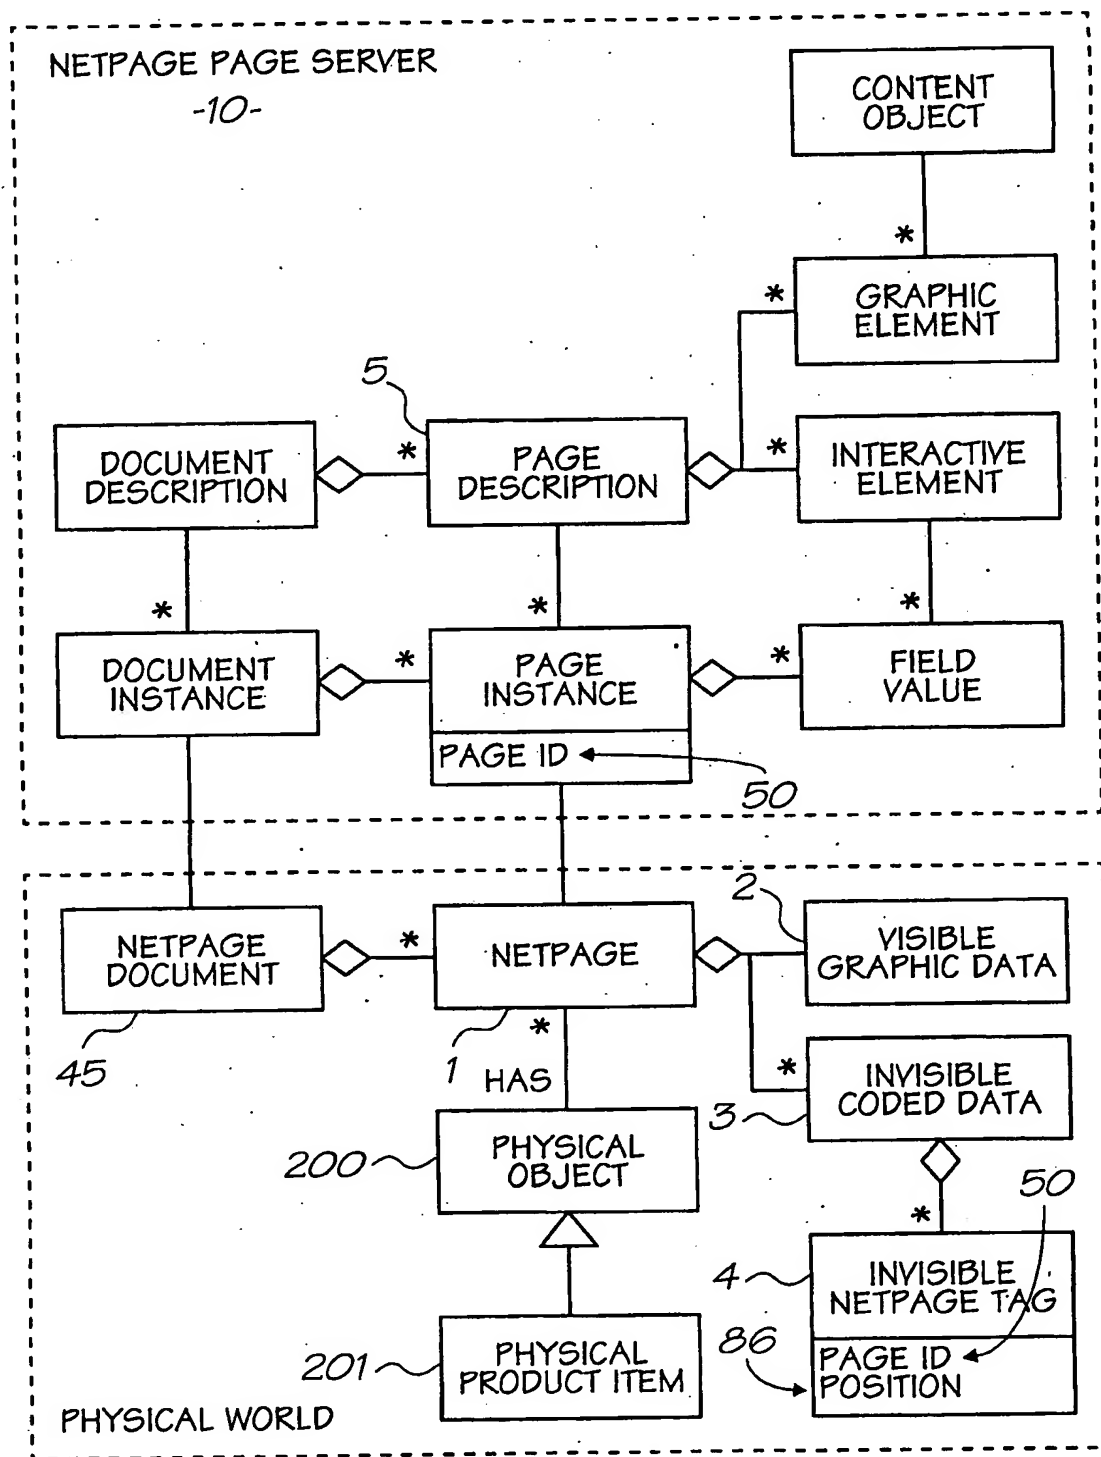 NETPAGE PAGE SERVER
-10-
CONTENT
OBJECT
*
*
GRAPHIC
ELEMENT
5
DOCUMENT
DESCRIPTION
*
PAGE
DESCRIPTION
*
INTERACTIVE
ELEMENT
*
*
*
DOCUMENT
INSTANCE
*
PAGE
INSTANCE
*
FIELD
VALUE
PAGE ID
50
2
NETPAGE
DOCUMENT
*
NETPAGE
VISIBLE
GRAPHIC DATA
45
1
*
HAS
*
INVISIBLE
CODED DATA
3
200
PHYSICAL
OBJECT
50
*
4
INVISIBLE
NETPAGE TAG
86
PAGE ID
POSITION
201
PHYSICAL
PRODUCT ITEM
PHYSICAL WORLD